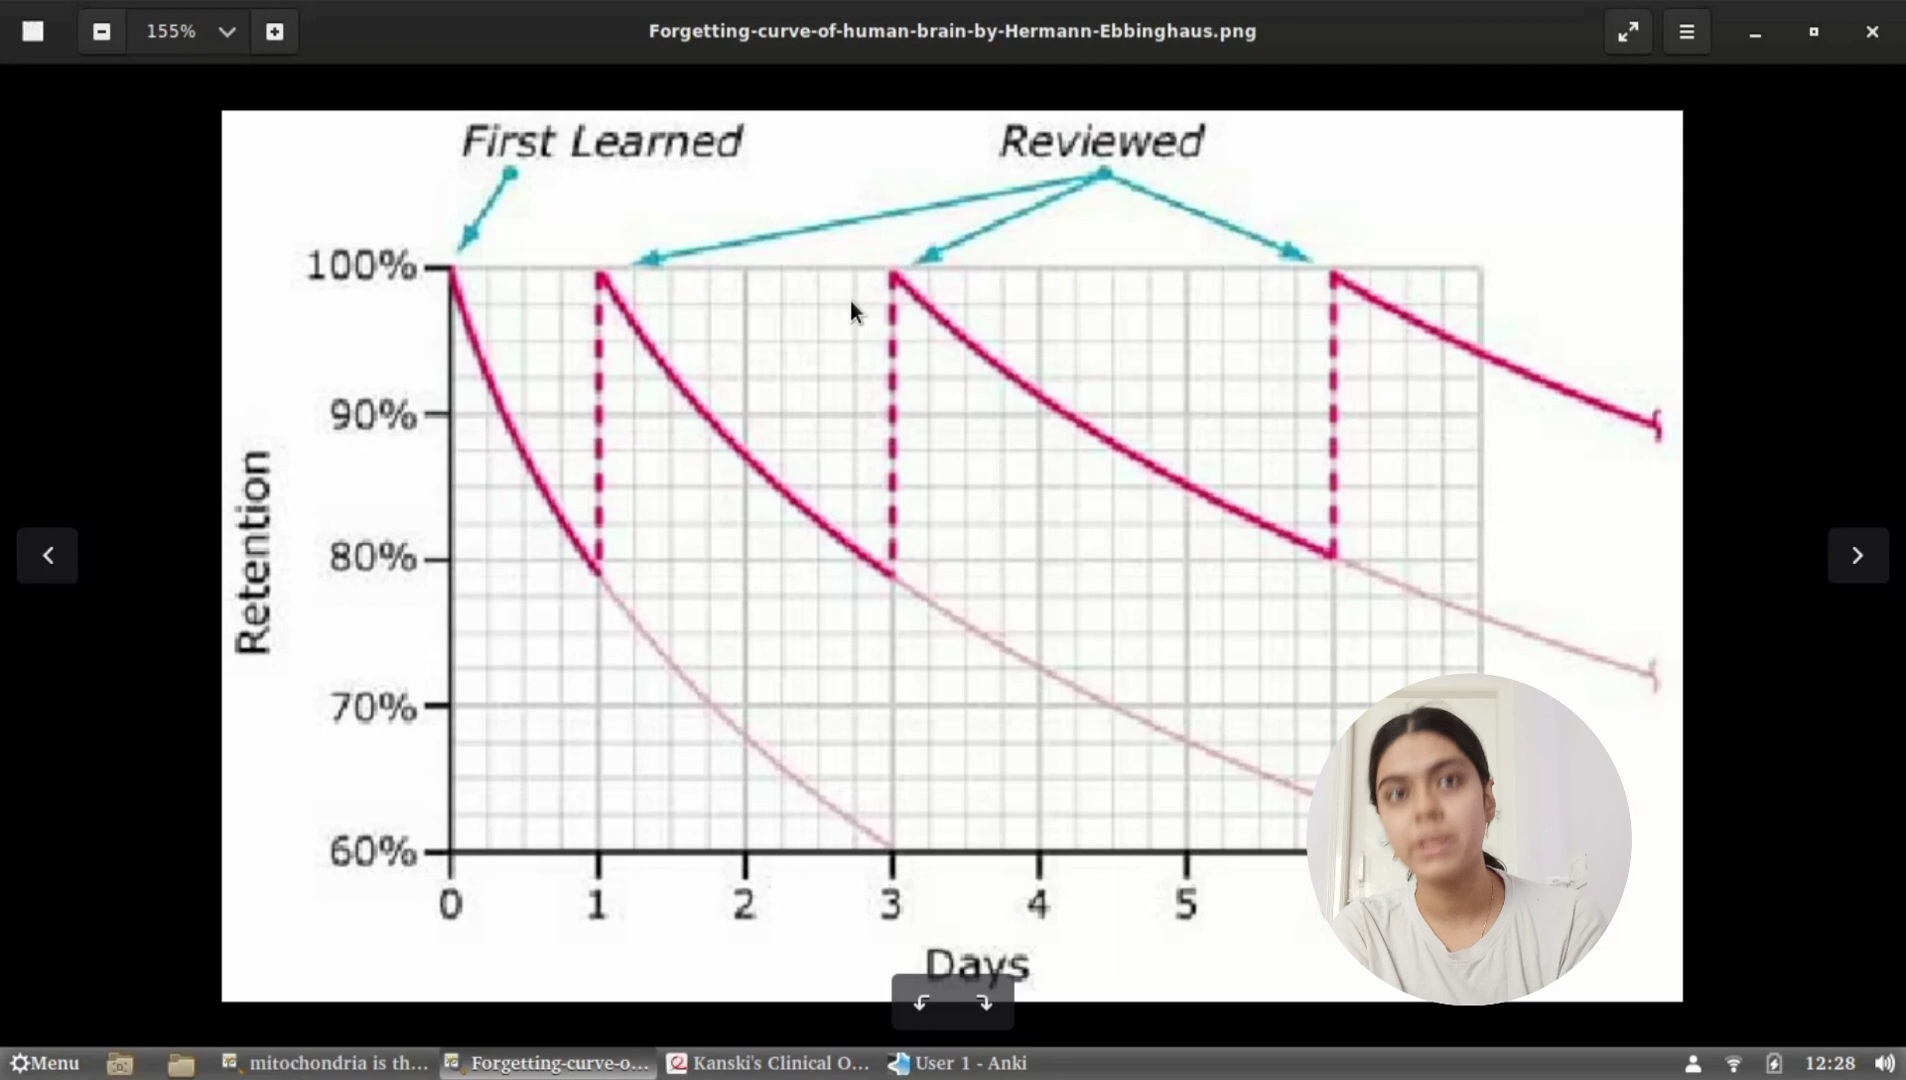 155%
Forgetting-curve-of-human-brain-by-Hermann-Ebbinghaus.png
First Learned
Reviewed
100%
90%
80%
70%
60%
Retention
0 1 2 3 4 5
Days
Menu
mitochondria is th...
Forgetting-curve-o...
Kanski's Clinical O...
User 1 - Anki
12:28